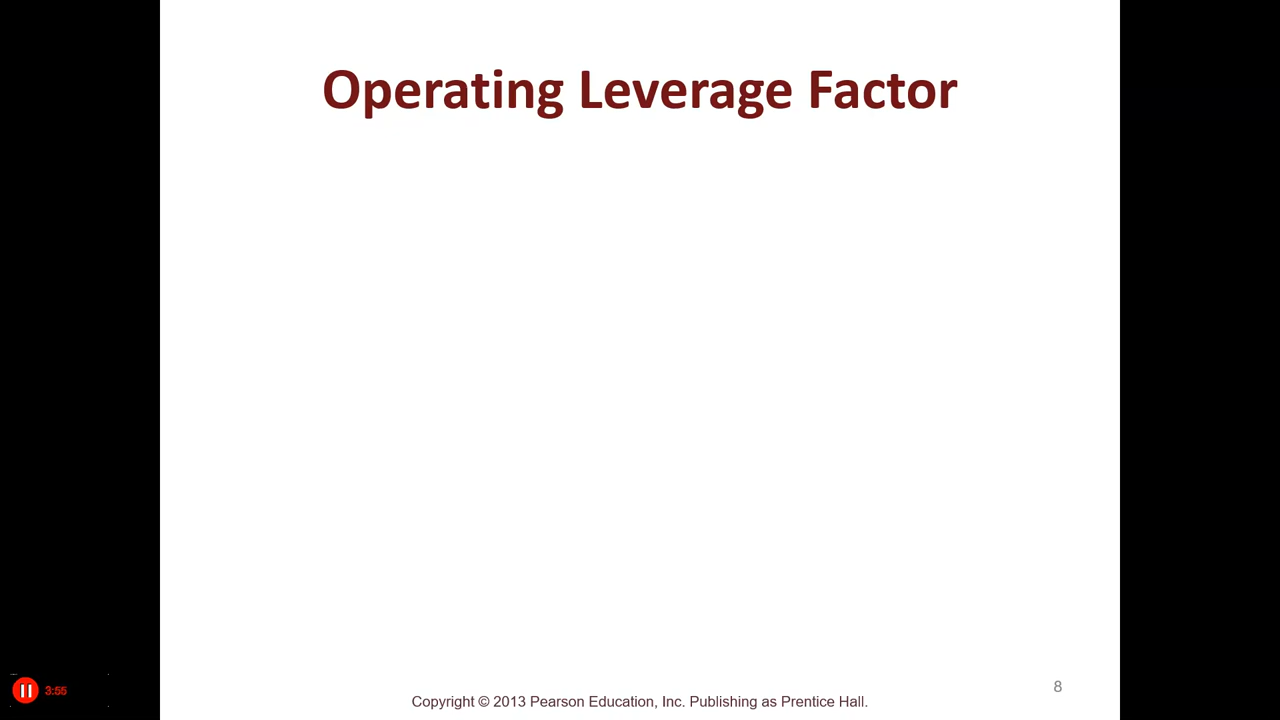 Operating Leverage Factor
8
3:55
Copyright © 2013 Pearson Education, Inc. Publishing as Prentice Hall.